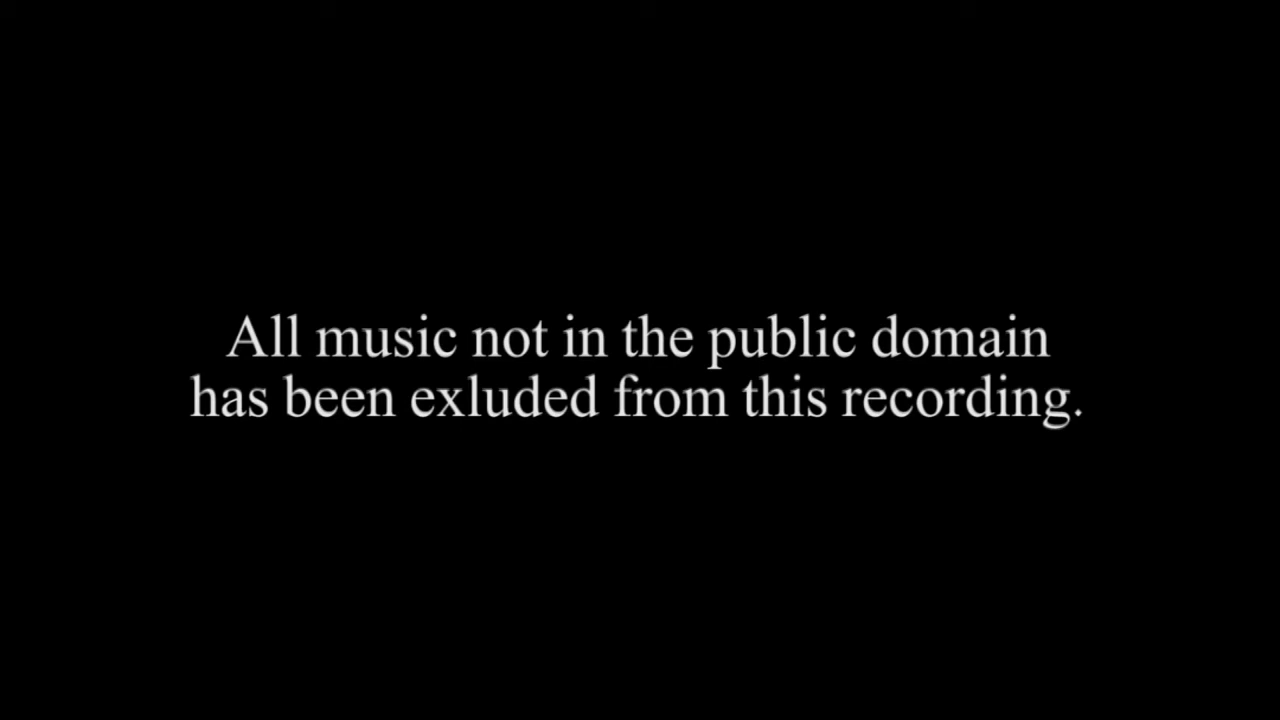 All music not in the public domain
has been exluded from this recording.